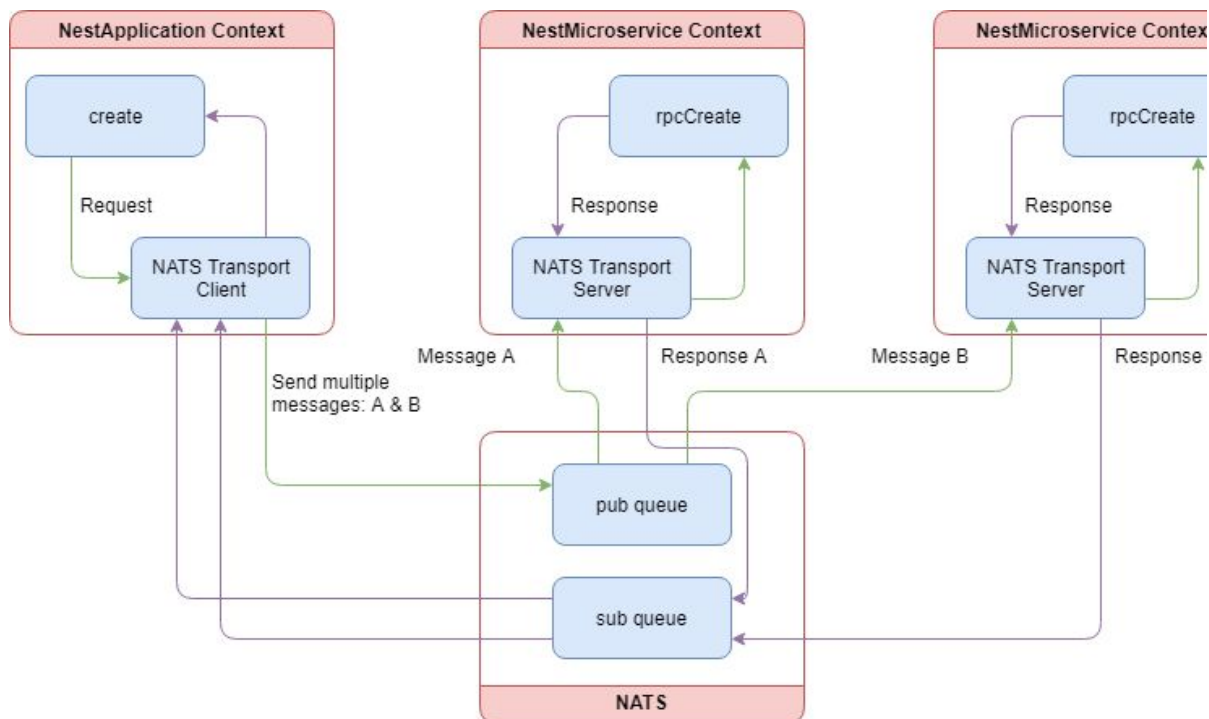 NestApplication Context
NestMicroservice Context
NestMicroservice Contex
create
rpcCreate
rpcCreate
Request
Response
Response
NATS Transport
Client
NATS Transport
Server
NATS Transport
Server
Message A
Response A
Message B
Response
Send multiple
messages: A & B
pub queue
sub queue
NATS